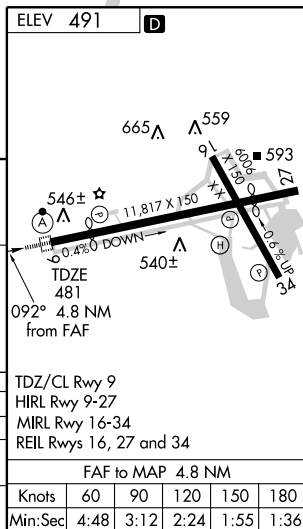 ELEV 491 D
665 559
16
9009 X 150
593
546±
A
P
11,817 X 150
27
X X
P
9 0.4% DOWN
H
0.6% UP
TDZE
481
540±
P
34
092° 4.8 NM
from FAF
TDZ/CL Rwy 9
HIRL Rwy 9-27
MIRL Rwy 16-34
REIL Rwys 16, 27 and 34
FAF to MAP 4.8 NM
Knots 60 90 120 150 180
Min:Sec 4:48 3:12 2:24 1:55 1:36